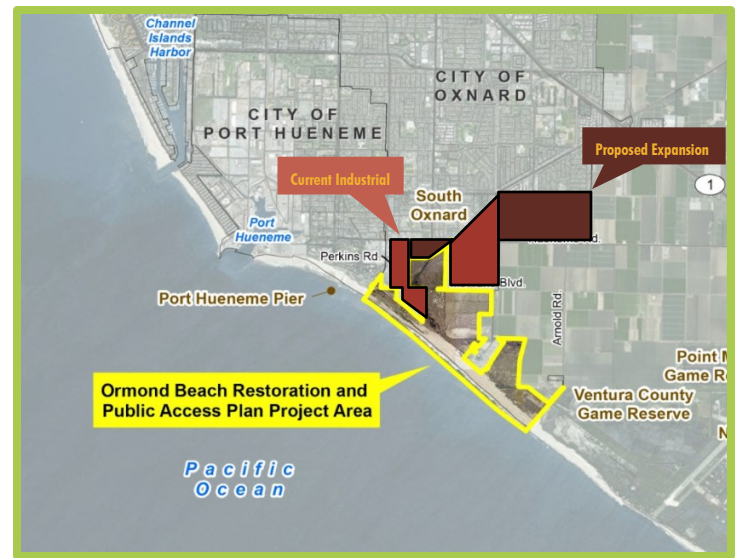 Channel
Islands
Harbor
CITY OF
OXNARD
CITY OF
PORT HUENEME
Proposed Expansion
Current Industrial
1
South
Oxnard
Port
Hueneme
Rd.
Perkins Rd
Blvd.
Port Hueneme Pier
Arnold Rd.
Point M
Game Re
Ormond Beach Restoration and
Public Access Plan Project Area
Ventura County
Game Reserve
N
Pacific
Ocean